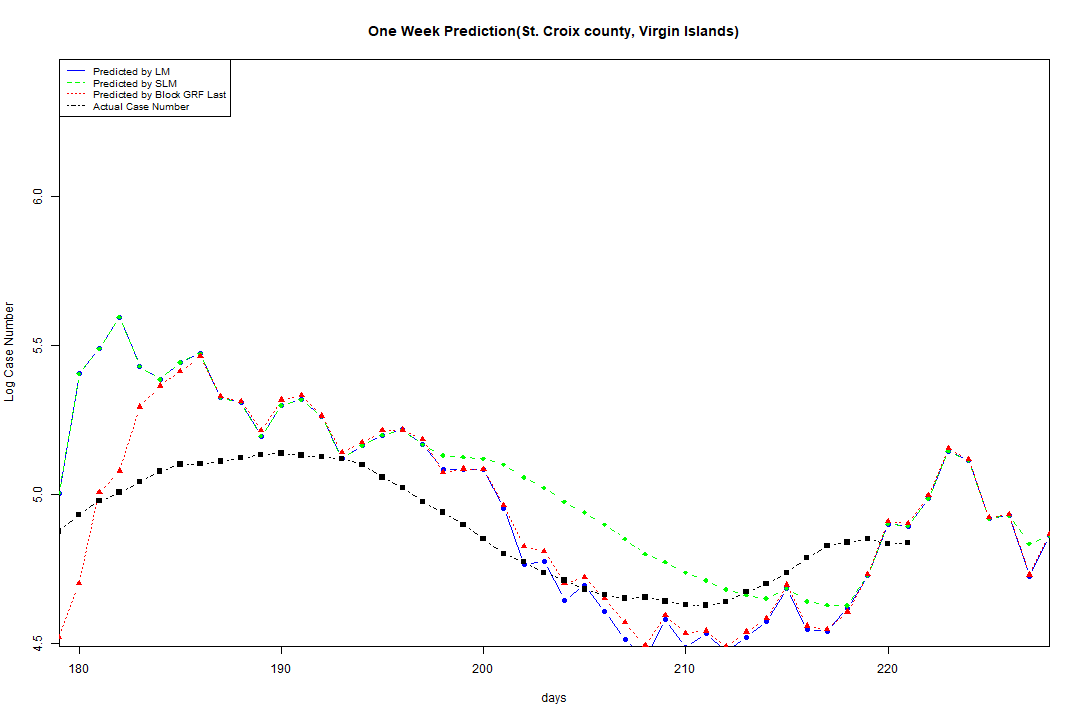 One Week Prediction(St. Croix county, Virgin Islands)
Predicted by LM
Predicted by SLM
Predicted by Block GRF Last
Actual Case Number
6.0
5.5
5.0
4.5
Log Case Number
180 190 200 210 220
days